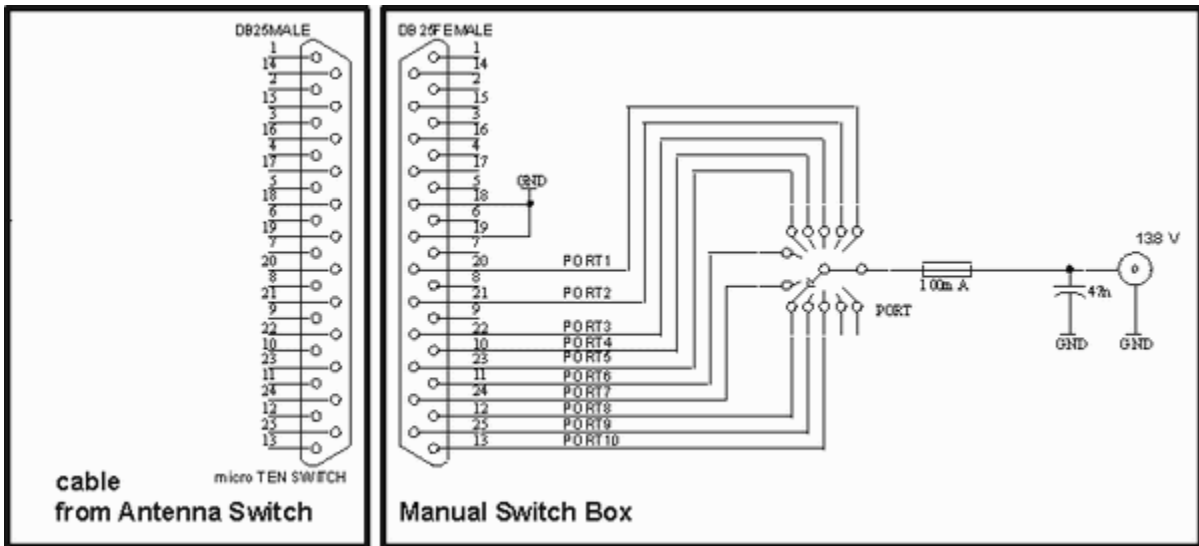 DB25MALE
1
14
2
15
3
16
4
17
5
18
6
19
7
20
8
21
9
22
10
23
11
24
12
25
13
micro TEN SWITCH
cable
from Antenna Switch
DB25FEMALE
1
14
2
15
3
16
4
17
5
18
6
19
7
20
8
21
9
22
10
23
11
24
12
25
13
GND
PORT1
PORT2
PORT3
PORT4
PORT5
PORT6
PORT7
PORT8
PORT9
PORT10
PORT
100mA
138 V
47n
GND
GND
Manual Switch Box